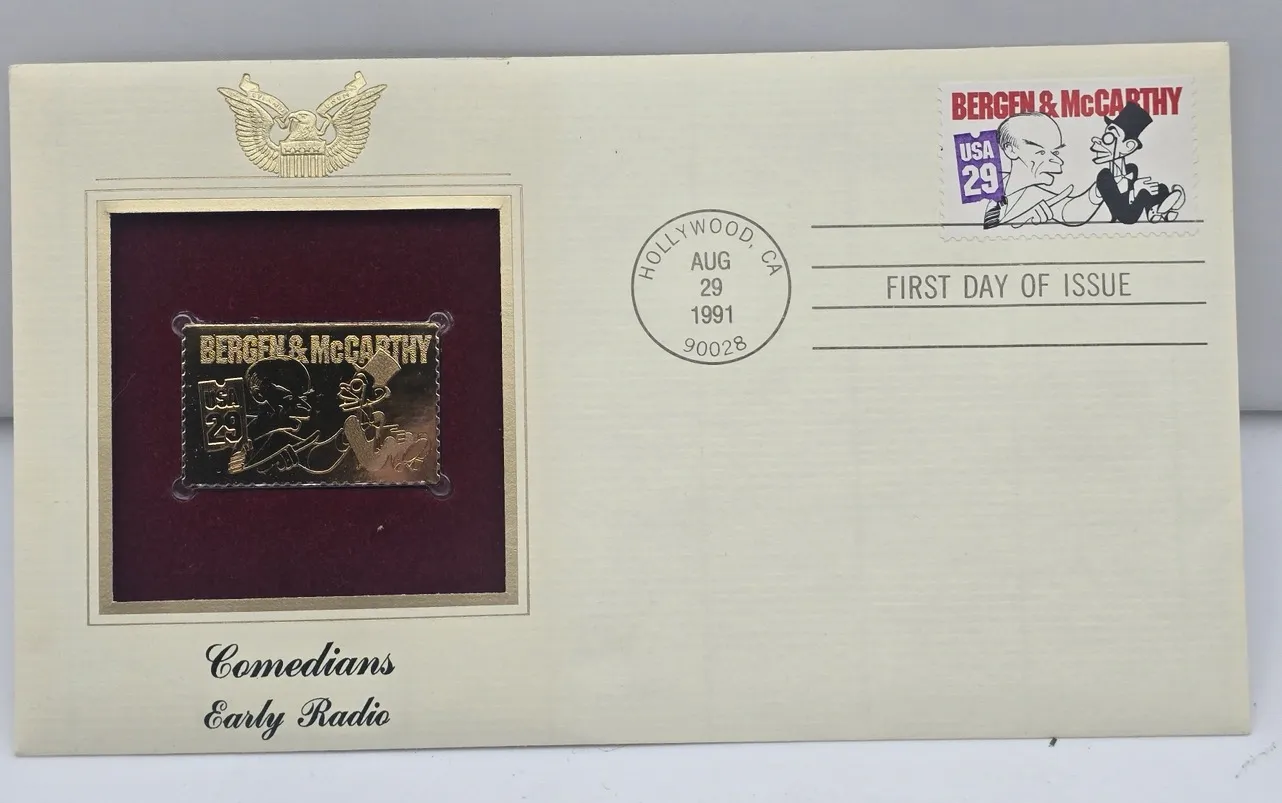 BERGEN & McCARTHY
USA
29
HOLLYWOOD, CA
AUG
29
1991
90028
FIRST DAY OF ISSUE
BERGEN & McCARTHY
USA
29
Comedians
Early Radio